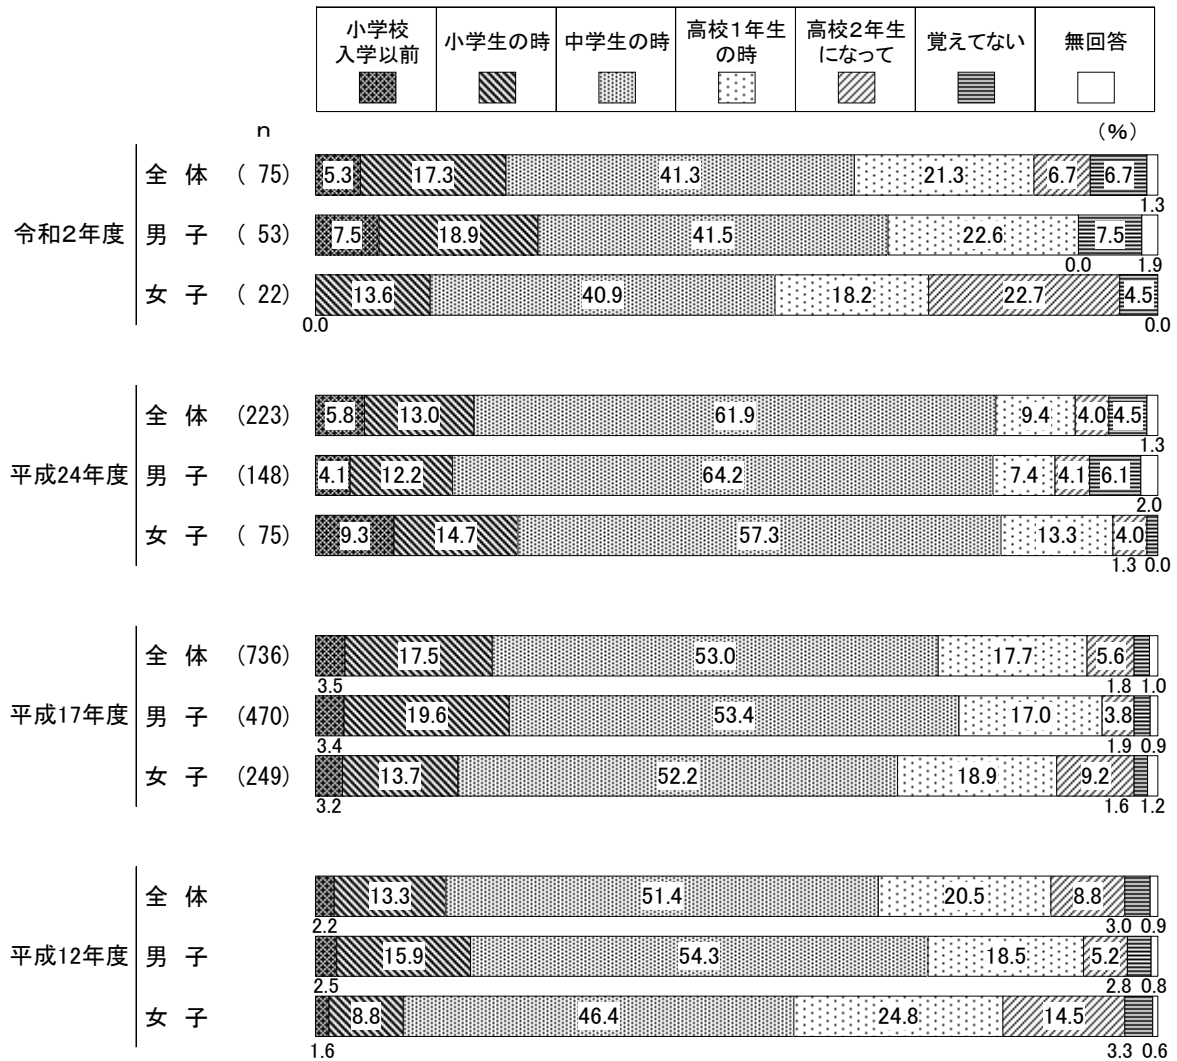 小学校
入学以前
小学生の時
中学生の時
高校1年生
の時
高校2年生
になって
覚えてない
無回答
n
(%)
令和2年度
全 体 ( 75) 5.3 17.3 41.3 21.3 6.7 6.7
1.3
男 子 ( 53) 7.5 18.9 41.5 22.6 7.5
0.0 1.9
女 子 ( 22) 13.6 40.9 18.2 22.7 4.5
0.0 0.0
平成24年度
全 体 (223) 5.8 13.0 61.9 9.4 4.0 4.5
1.3
男 子 (148) 4.1 12.2 64.2 7.4 4.1 6.1
2.0
女 子 ( 75) 9.3 14.7 57.3 13.3 4.0
1.3 0.0
平成17年度
全 体 (736) 17.5 53.0 17.7 5.6
3.5 1.8 1.0
男 子 (470) 19.6 53.4 17.0 3.8
3.4 1.9 0.9
女 子 (249) 13.7 52.2 18.9 9.2
3.2 1.6 1.2
平成12年度
全 体 13.3 51.4 20.5 8.8
2.2 3.0 0.9
男 子 15.9 54.3 18.5 5.2
2.5 2.8 0.8
女 子 8.8 46.4 24.8 14.5
1.6 3.3 0.6